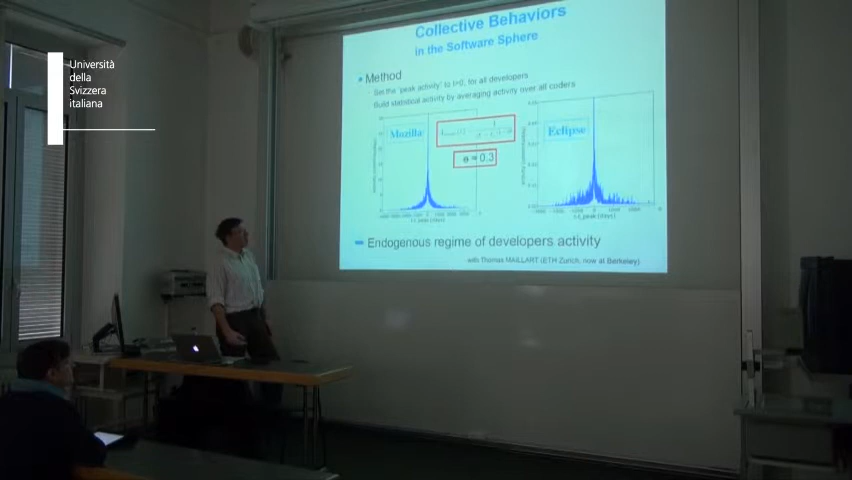 Università
della
Svizzera
italiana
Collective Behaviors
in the Software Sphere
Method
Set the "peak activity" to t=0, for all developers
Build statistical activity by averaging activity over all coders
Mozilla
Eclipse
= 0.3
Endogenous regime of developers activity
with Thomas MAILLART (ETH Zurich, now at Berkeley)